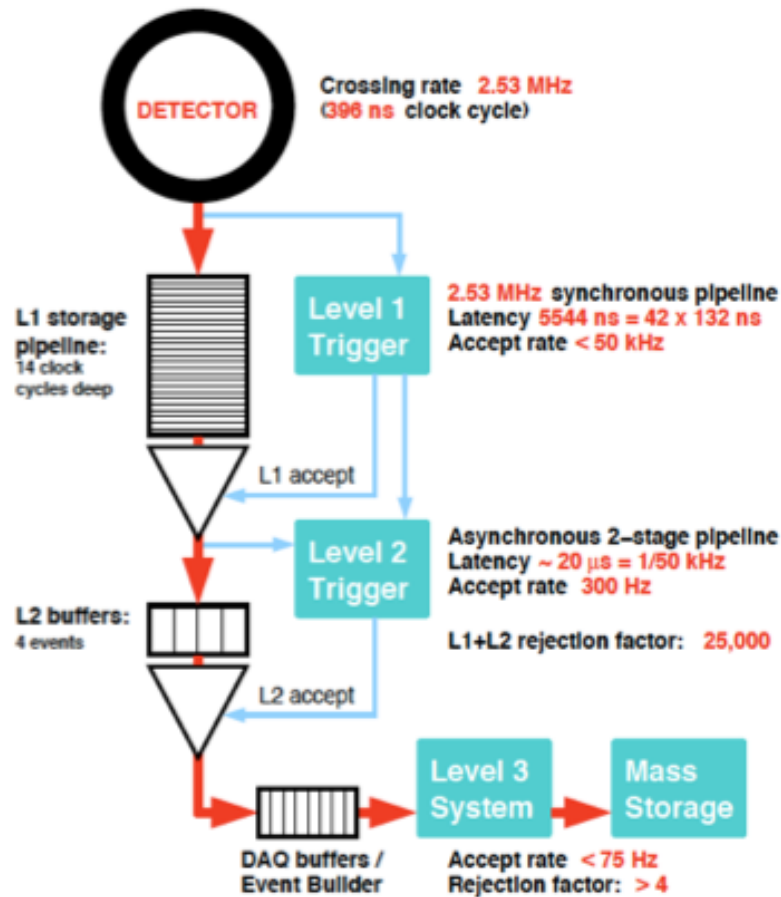 DETECTOR
Crossing rate 2.53 MHz
(396 ns clock cycle)
L1 storage
pipeline:
14 clock
cycles deep
Level 1
Trigger
2.53 MHz synchronous pipeline
Latency 5544 ns = 42 x 132 ns
Accept rate < 50 kHz
L1 accept
Level 2
Trigger
Asynchronous 2-stage pipeline
Latency ~ 20 μs = 1/50 kHz
Accept rate 300 Hz
L2 buffers:
4 events
L1+L2 rejection factor: 25,000
L2 accept
Level 3
System
Mass
Storage
DAQ buffers /
Event Builder
Accept rate < 75 Hz
Rejection factor: > 4